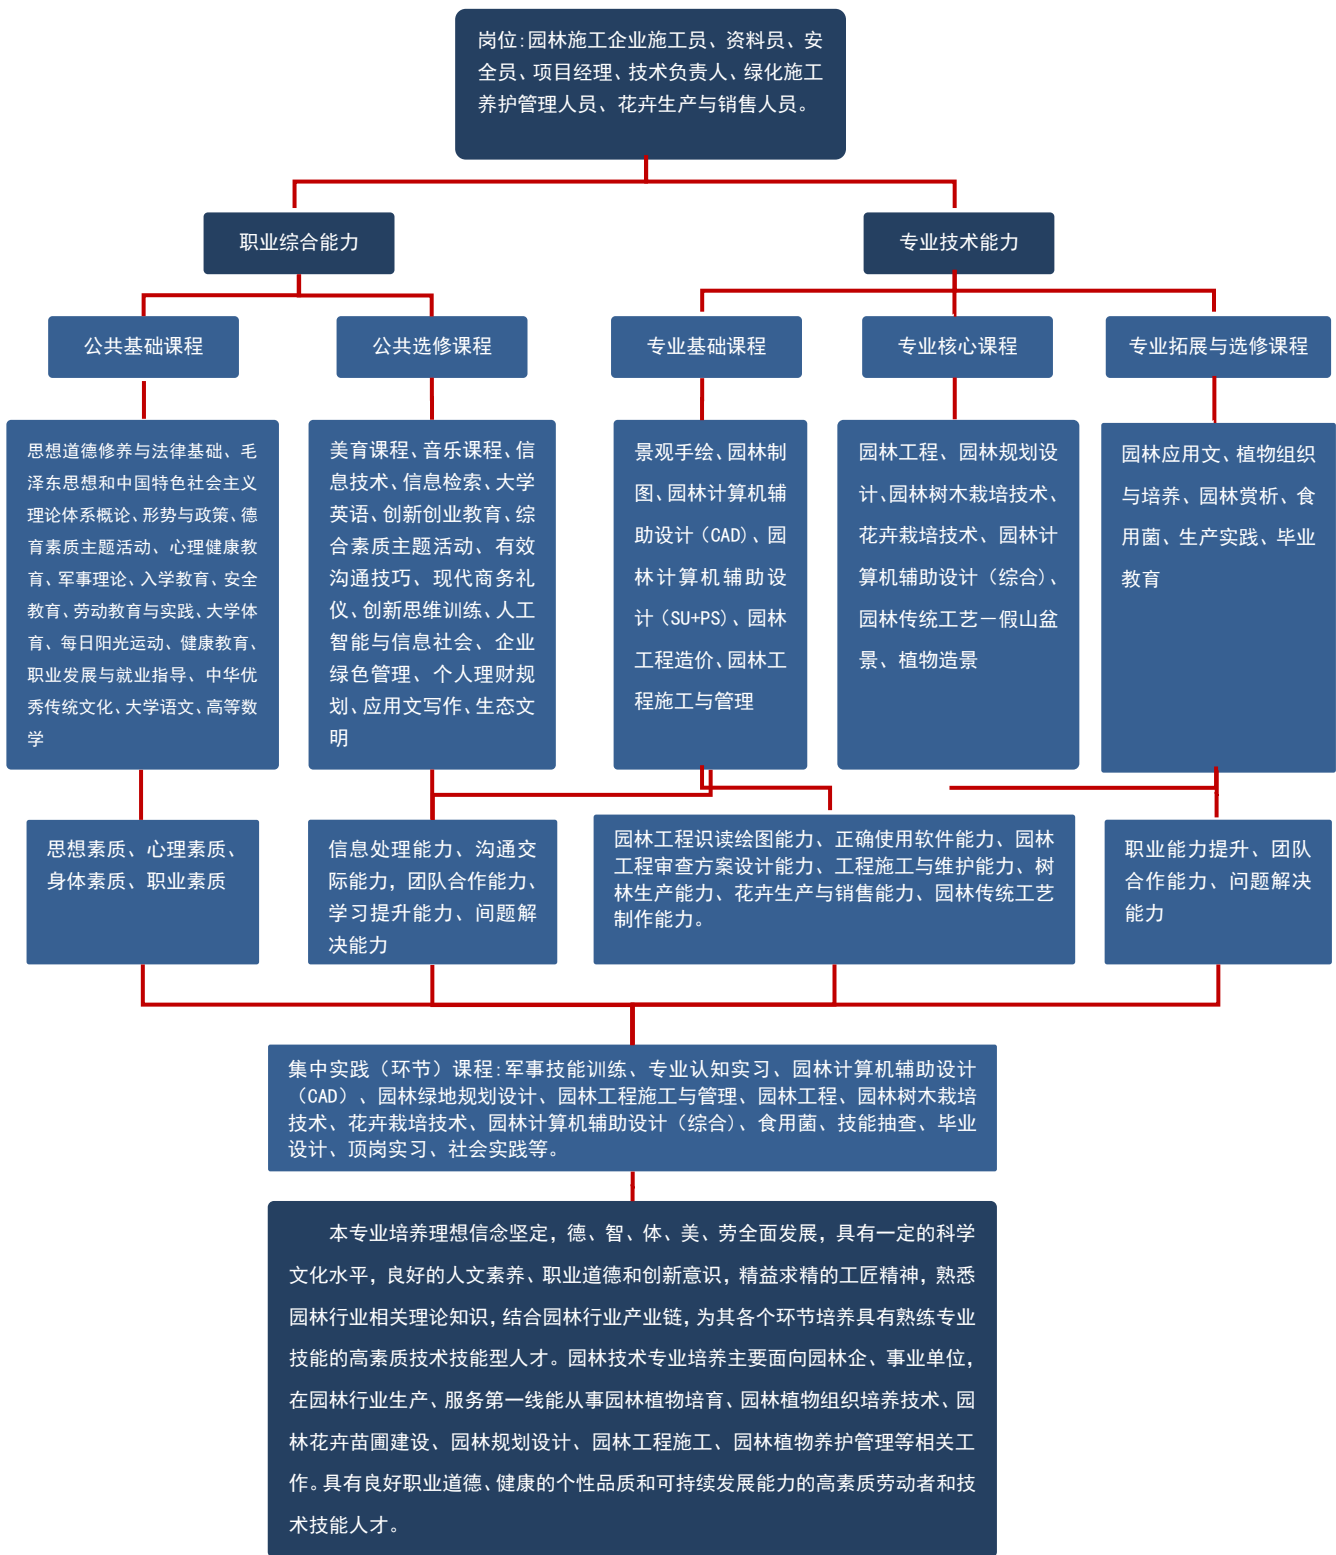 岗位:园林施工企业施工员、资料员、安
全员、项目经理、技术负责人、绿化施工
养护管理人员、花卉生产与销售人员。
职业综合能力
专业技术能力
公共基础课程
公共选修课程
专业基础课程
专业核心课程
专业拓展与选修课程
思想道德修养与法律基础、毛
泽东思想和中国特色社会主义
理论体系概论、形势与政策、德
育素质主题活动、心理健康教
育、军事理论、入学教育、安全
教育、劳动教育与实践、大学体
育、每日阳光运动、健康教育、
职业发展与就业指导、中华优
秀传统文化、大学语文、高等数
学
美育课程、音乐课程、信
息技术、信息检索、大学
英语、创新创业教育、综
合素质主题活动、有效
沟通技巧、现代商务礼
仪、创新思维训练、人工
智能与信息社会、企业
绿色管理、个人理财规
划、应用文写作、生态文
明
景观手绘、园林制
图、园林计算机辅
助设计（CAD）、园
林计算机辅助设
计（SU+PS）、园林
工程造价、园林工
程施工与管理
园林工程、园林规划设
计、园林树木栽培技术、
花卉栽培技术、园林计
算机辅助设计（综合）、
园林传统工艺－假山盆
景、植物造景
园林应用文、植物组织
与培养、园林赏析、食
用菌、生产实践、毕业
教育
思想素质、心理素质、
身体素质、职业素质
信息处理能力、沟通交
际能力，团队合作能力、
学习提升能力、间题解
决能力
园林工程识读绘图能力、正确使用软件能力、园林
工程审查方案设计能力、工程施工与维护能力、树
林生产能力、花卉生产与销售能力、园林传统工艺
制作能力。
职业能力提升、团队
合作能力、问题解决
能力
集中实践（环节）课程:军事技能训练、专业认知实习、园林计算机辅助设计
（CAD）、园林绿地规划设计、园林工程施工与管理、园林工程、园林树木栽培
技术、花卉栽培技术、园林计算机辅助设计（综合）、食用菌、技能抽查、毕业
设计、顶岗实习、社会实践等。
本专业培养理想信念坚定，德、智、体、美、劳全面发展，具有一定的科学
文化水平，良好的人文素养、职业道德和创新意识，精益求精的工匠精神，熟悉
园林行业相关理论知识，结合园林行业产业链，为其各个环节培养具有熟练专业
技能的高素质技术技能型人才。园林技术专业培养主要面向园林企、事业单位，
在园林行业生产、服务第一线能从事园林植物培育、园林植物组织培养技术、园
林花卉苗圃建设、园林规划设计、园林工程施工、园林植物养护管理等相关工
作。具有良好职业道德、健康的个性品质和可持续发展能力的高素质劳动者和技
术技能人才。